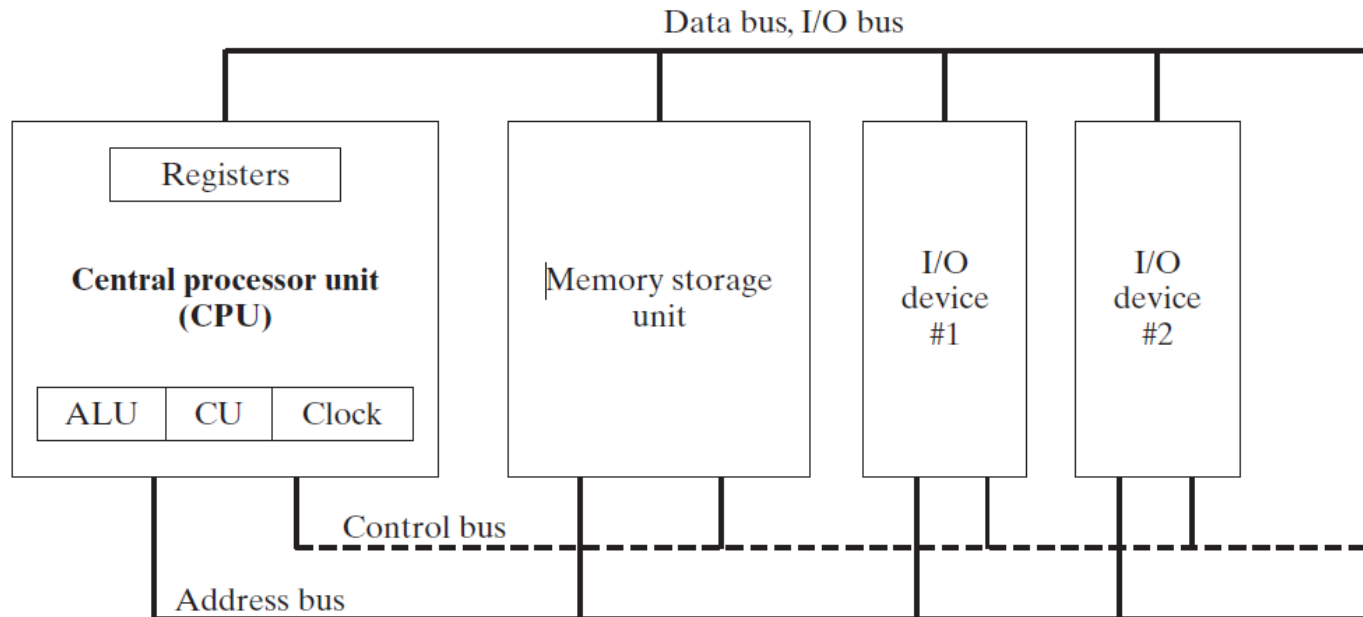 Data bus, I/O bus
Registers
Central processor unit
(CPU)
ALU
CU
Clock
Memory storage
unit
I/O
device
#1
I/O
device
#2
Control bus
Address bus